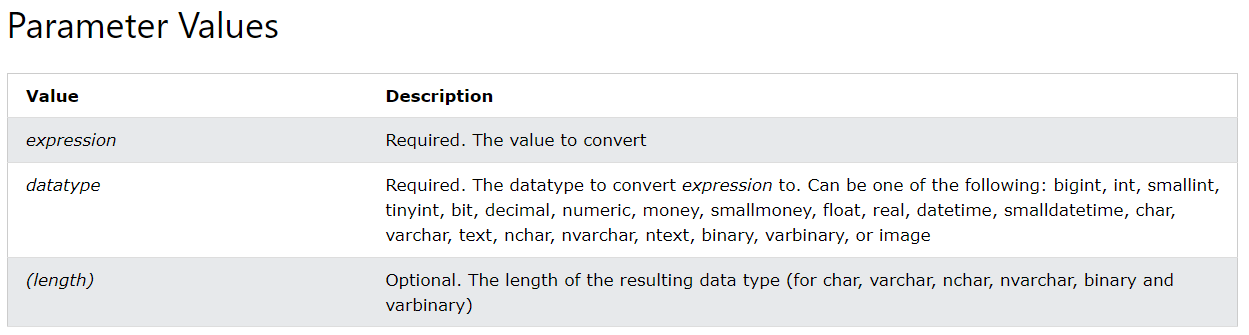 Parameter Values
Value Description
expression Required. The value to convert
datatype Required. The datatype to convert expression to. Can be one of the following: bigint, int, smallint,
tinyint, bit, decimal, numeric, money, smallmoney, float, real, datetime, smalldatetime, char,
varchar, text, nchar, nvarchar, ntext, binary, varbinary, or image
(length) Optional. The length of the resulting data type (for char, varchar, nchar, nvarchar, binary and
varbinary)